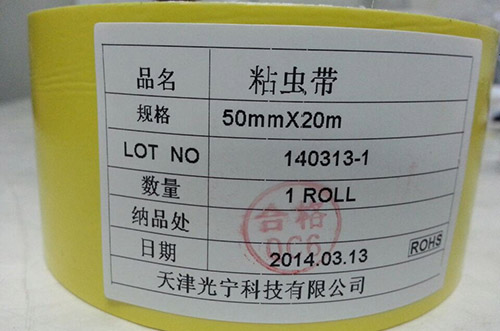 品名 粘虫带
规格 50mmX20m
LOT NO 140313-1
数量 1 ROLL
纳品处
合格
QC6
日期 2014.03.13 ROHS
天津光宁科技有限公司